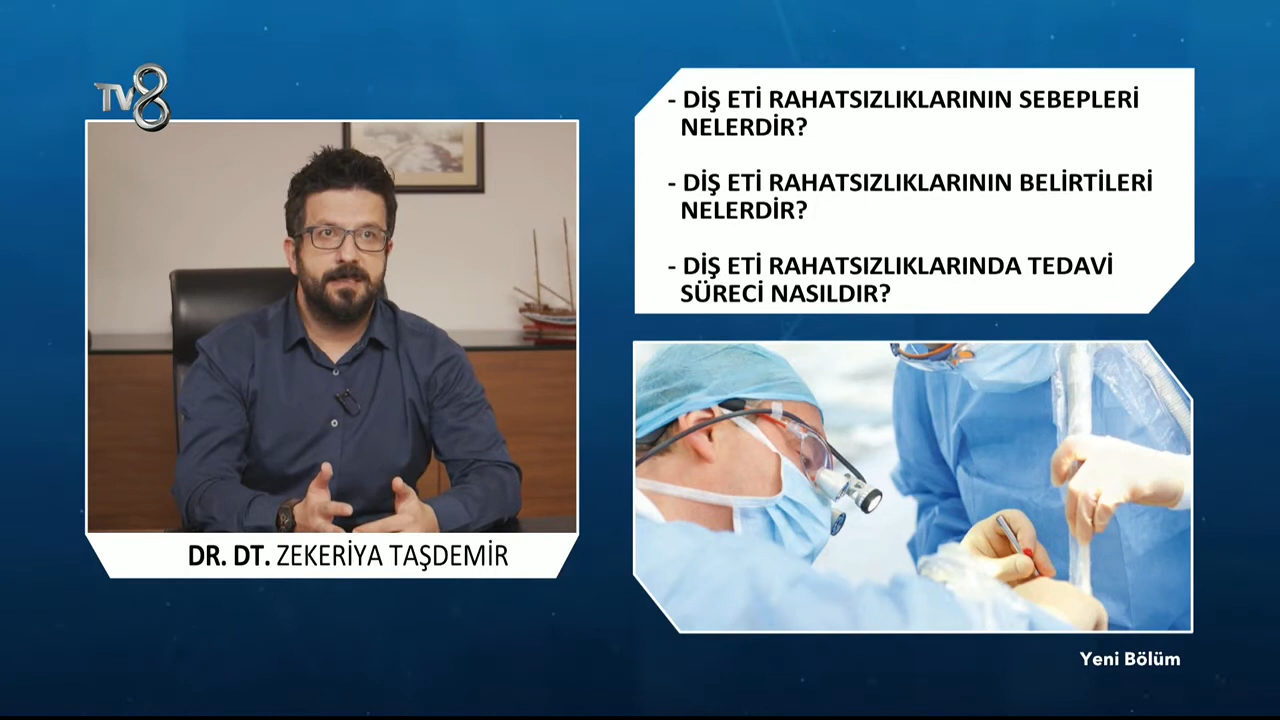 TV8
- DİŞ ETİ RAHATSIZLIKLARININ SEBEPLERİ
NELERDİR?
- DİŞ ETİ RAHATSIZLIKLARININ BELİRTİLERİ
NELERDİR?
- DİŞ ETİ RAHATSIZLIKLARINDA TEDAVİ
SÜRECİ NASILDIR?
DR. DT. ZEKERİYA TAŞDEMİR
Yeni Bölüm